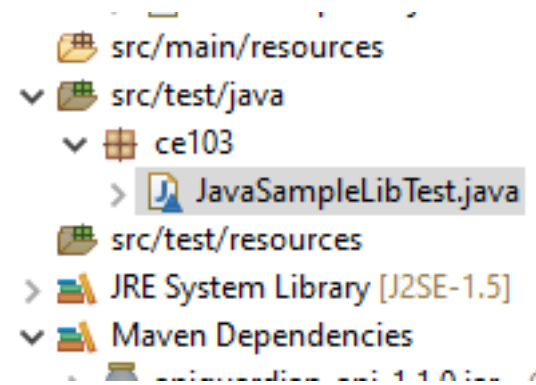 src/main/resources
src/test/java
ce103
JavaSampleLibTest.java
src/test/resources
JRE System Library [J2SE-1.5]
Maven Dependencies